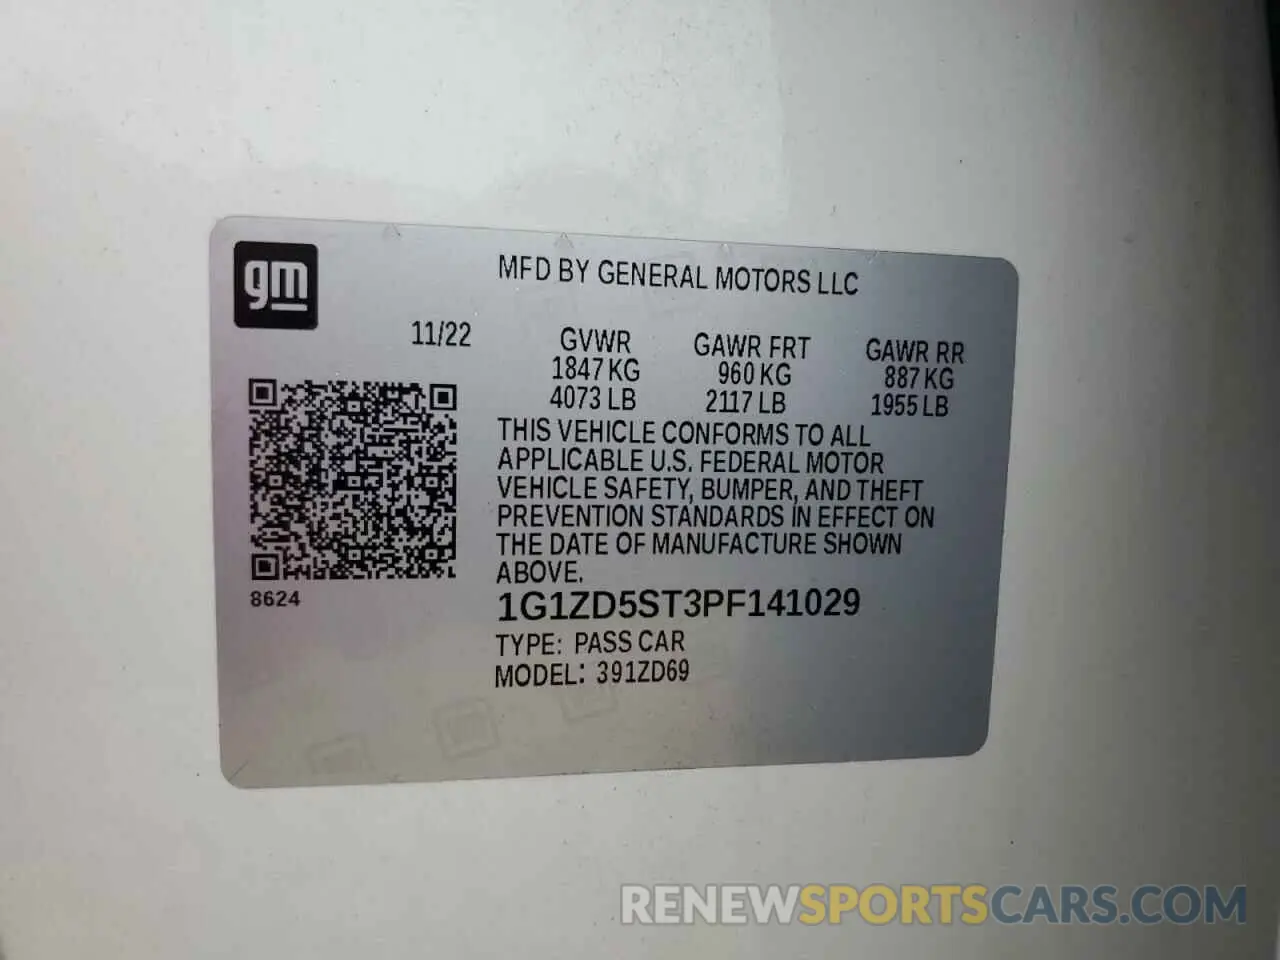 gm
MFD BY GENERAL MOTORS LLC
11/22 GVWR GAWR FRT GAWR RR
1847 KG 960 KG 887 KG
4073 LB 2117 LB 1955 LB
THIS VEHICLE CONFORMS TO ALL
APPLICABLE U.S. FEDERAL MOTOR
VEHICLE SAFETY, BUMPER, AND THEFT
PREVENTION STANDARDS IN EFFECT ON
THE DATE OF MANUFACTURE SHOWN
ABOVE.
8624
1G1ZD5ST3PF141029
TYPE: PASS CAR
MODEL: 391ZD69
RENEWSPORTSCARS.COM